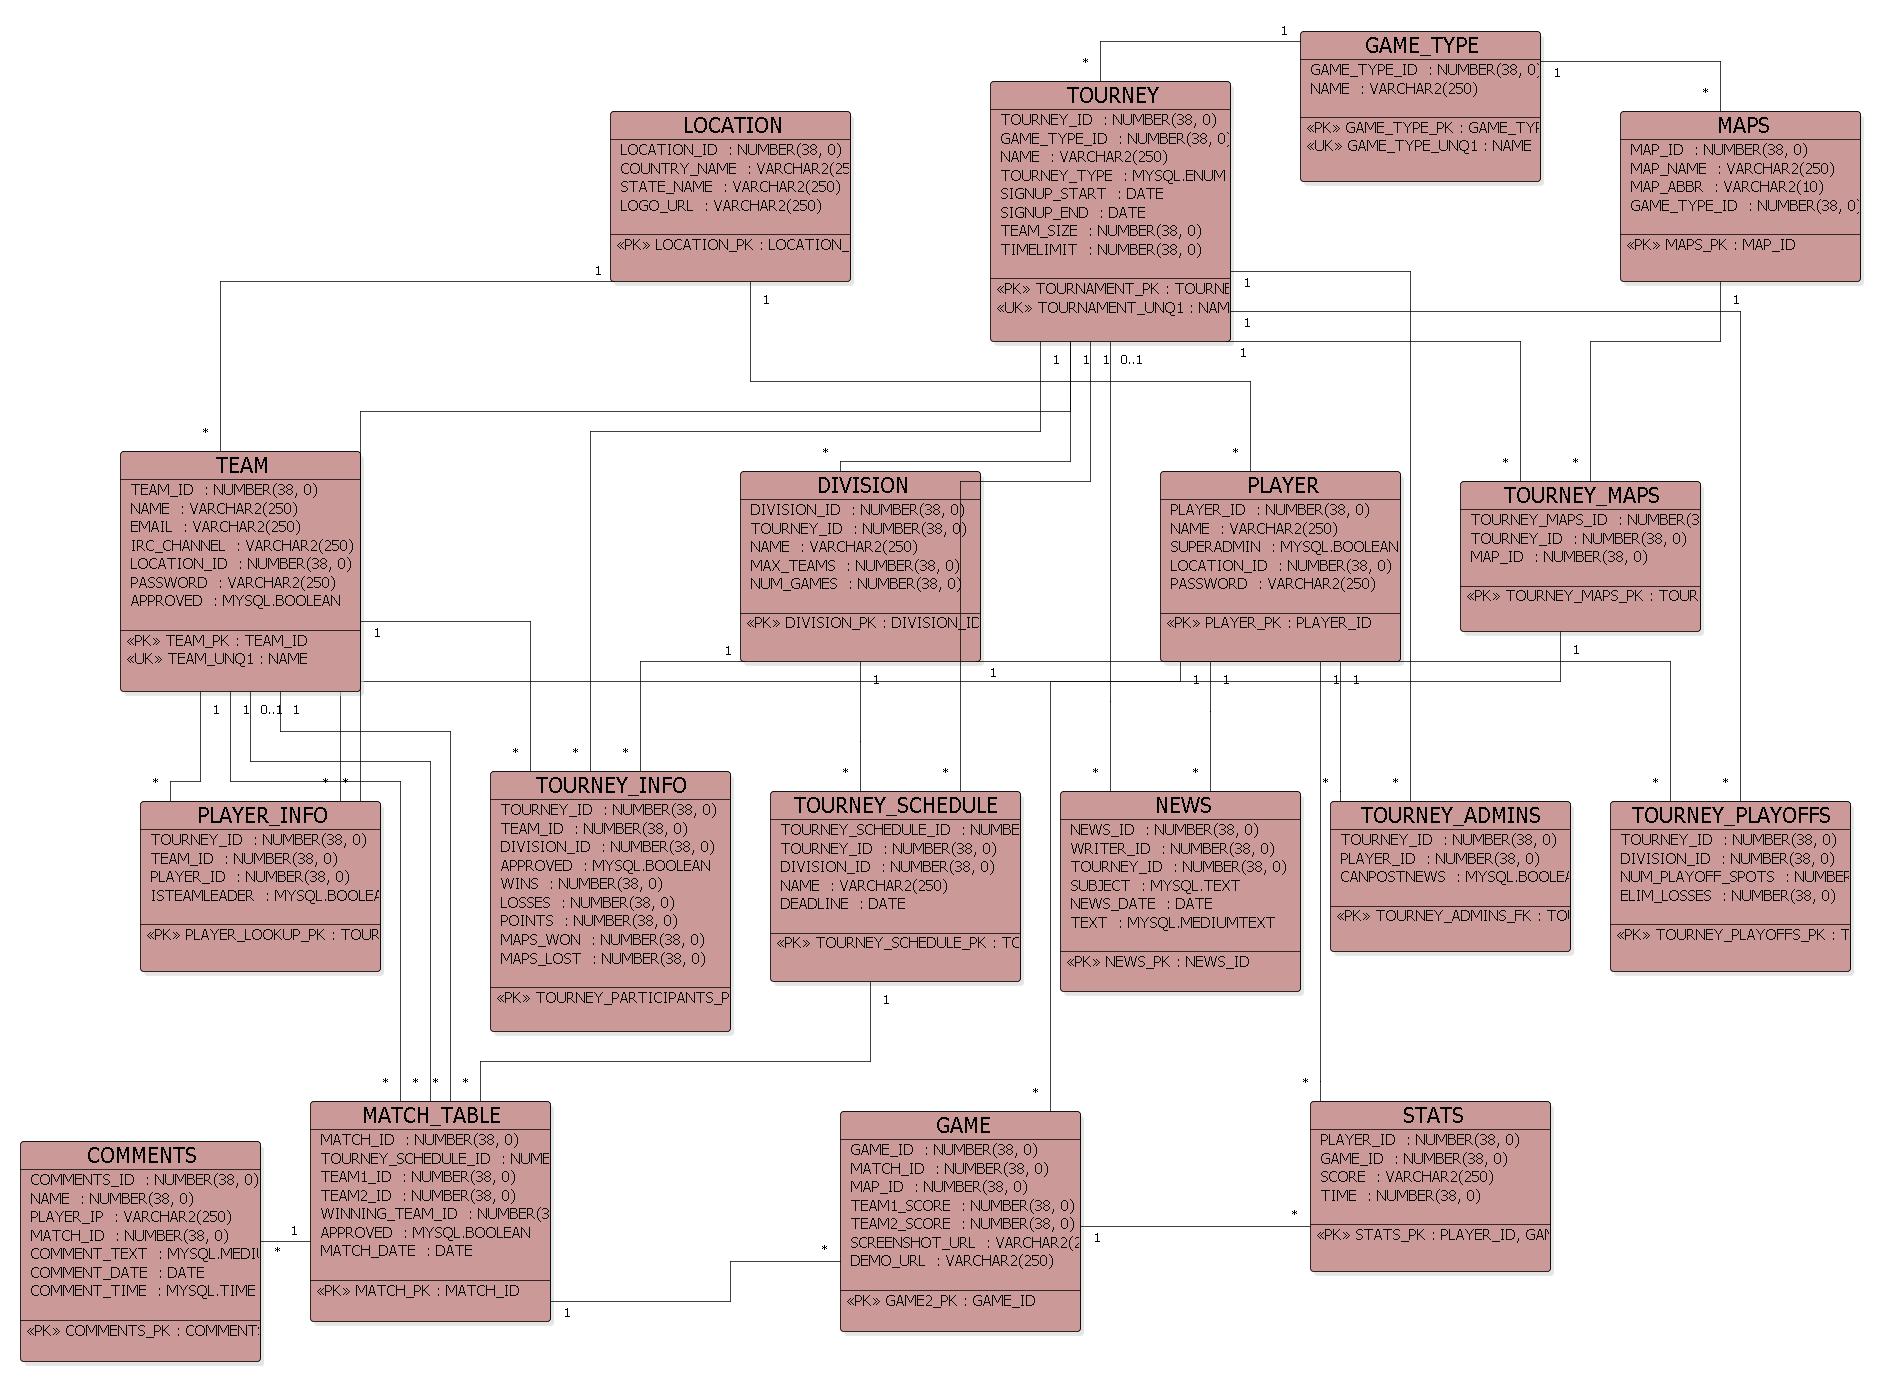 GAME_TYPE
GAME_TYPE_ID : NUMBER(38, 0)
NAME : VARCHAR2(250)
«PK» GAME_TYPE_PK : GAME_TYP
«UK» GAME_TYPE_UNQ1 : NAME
1
*
1
*
TOURNEY
TOURNEY_ID : NUMBER(38, 0)
GAME_TYPE_ID : NUMBER(38, 0)
NAME : VARCHAR2(250)
TOURNEY_TYPE : MYSQL.ENUM
SIGNUP_START : DATE
SIGNUP_END : DATE
TEAM_SIZE : NUMBER(38, 0)
TIMELIMIT : NUMBER(38, 0)
«PK» TOURNAMENT_PK : TOURNE
«UK» TOURNAMENT_UNQ1 : NAM
LOCATION
LOCATION_ID : NUMBER(38, 0)
COUNTRY_NAME : VARCHAR2(25
STATE_NAME : VARCHAR2(250)
LOGO_URL : VARCHAR2(250)
«PK» LOCATION_PK : LOCATION_
MAPS
MAP_ID : NUMBER(38, 0)
MAP_NAME : VARCHAR2(250)
MAP_ABBR : VARCHAR2(10)
GAME_TYPE_ID : NUMBER(38, 0)
«PK» MAPS_PK : MAP_ID
1
1
1
1
1
1
1 1 1 0..1
*
*
*
* *
TEAM
TEAM_ID : NUMBER(38, 0)
NAME : VARCHAR2(250)
EMAIL : VARCHAR2(250)
IRC_CHANNEL : VARCHAR2(250)
LOCATION_ID : NUMBER(38, 0)
PASSWORD : VARCHAR2(250)
APPROVED : MYSQL.BOOLEAN
«PK» TEAM_PK : TEAM_ID
«UK» TEAM_UNQ1 : NAME
DIVISION
DIVISION_ID : NUMBER(38, 0)
TOURNEY_ID : NUMBER(38, 0)
NAME : VARCHAR2(250)
MAX_TEAMS : NUMBER(38, 0)
NUM_GAMES : NUMBER(38, 0)
«PK» DIVISION_PK : DIVISION_ID
PLAYER
PLAYER_ID : NUMBER(38, 0)
NAME : VARCHAR2(250)
SUPERADMIN : MYSQL.BOOLEAN
LOCATION_ID : NUMBER(38, 0)
PASSWORD : VARCHAR2(250)
«PK» PLAYER_PK : PLAYER_ID
TOURNEY_MAPS
TOURNEY_MAPS_ID : NUMBER(3
TOURNEY_ID : NUMBER(38, 0)
MAP_ID : NUMBER(38, 0)
«PK» TOURNEY_MAPS_PK : TOUR
1
1
1
1 1 1 1 1 1
1 1 0..1 1
* * *
* * * *
* * * * * * *
PLAYER_INFO
TOURNEY_ID : NUMBER(38, 0)
TEAM_ID : NUMBER(38, 0)
PLAYER_ID : NUMBER(38, 0)
ISTEAMLEADER : MYSQL.BOOLEA
«PK» PLAYER_LOOKUP_PK : TOUR
TOURNEY_INFO
TOURNEY_ID : NUMBER(38, 0)
TEAM_ID : NUMBER(38, 0)
DIVISION_ID : NUMBER(38, 0)
APPROVED : MYSQL.BOOLEAN
WINS : NUMBER(38, 0)
LOSSES : NUMBER(38, 0)
POINTS : NUMBER(38, 0)
MAPS_WON : NUMBER(38, 0)
MAPS_LOST : NUMBER(38, 0)
«PK» TOURNEY_PARTICIPANTS_P
TOURNEY_SCHEDULE
TOURNEY_SCHEDULE_ID : NUMBE
TOURNEY_ID : NUMBER(38, 0)
DIVISION_ID : NUMBER(38, 0)
NAME : VARCHAR2(250)
DEADLINE : DATE
«PK» TOURNEY_SCHEDULE_PK : TO
NEWS
NEWS_ID : NUMBER(38, 0)
WRITER_ID : NUMBER(38, 0)
TOURNEY_ID : NUMBER(38, 0)
SUBJECT : MYSQL.TEXT
NEWS_DATE : DATE
TEXT : MYSQL.MEDIUMTEXT
«PK» NEWS_PK : NEWS_ID
TOURNEY_ADMINS
TOURNEY_ID : NUMBER(38, 0)
PLAYER_ID : NUMBER(38, 0)
CANPOSTNEWS : MYSQL.BOOLEA
«PK» TOURNEY_ADMINS_FK : TOU
TOURNEY_PLAYOFFS
TOURNEY_ID : NUMBER(38, 0)
DIVISION_ID : NUMBER(38, 0)
NUM_PLAYOFF_SPOTS : NUMBER
ELIM_LOSSES : NUMBER(38, 0)
«PK» TOURNEY_PLAYOFFS_PK : T
1
* * * *
*
*
COMMENTS
COMMENTS_ID : NUMBER(38, 0)
NAME : NUMBER(38, 0)
PLAYER_IP : VARCHAR2(250)
MATCH_ID : NUMBER(38, 0)
COMMENT_TEXT : MYSQL.MEDIU
COMMENT_DATE : DATE
COMMENT_TIME : MYSQL.TIME
«PK» COMMENTS_PK : COMMENTS
1
*
MATCH_TABLE
MATCH_ID : NUMBER(38, 0)
TOURNEY_SCHEDULE_ID : NUME
TEAM1_ID : NUMBER(38, 0)
TEAM2_ID : NUMBER(38, 0)
WINNING_TEAM_ID : NUMBER(3
APPROVED : MYSQL.BOOLEAN
MATCH_DATE : DATE
«PK» MATCH_PK : MATCH_ID
1
*
GAME
GAME_ID : NUMBER(38, 0)
MATCH_ID : NUMBER(38, 0)
MAP_ID : NUMBER(38, 0)
TEAM1_SCORE : NUMBER(38, 0)
TEAM2_SCORE : NUMBER(38, 0)
SCREENSHOT_URL : VARCHAR2(2
DEMO_URL : VARCHAR2(250)
«PK» GAME2_PK : GAME_ID
1
*
STATS
PLAYER_ID : NUMBER(38, 0)
GAME_ID : NUMBER(38, 0)
SCORE : VARCHAR2(250)
TIME : NUMBER(38, 0)
«PK» STATS_PK : PLAYER_ID, GAM